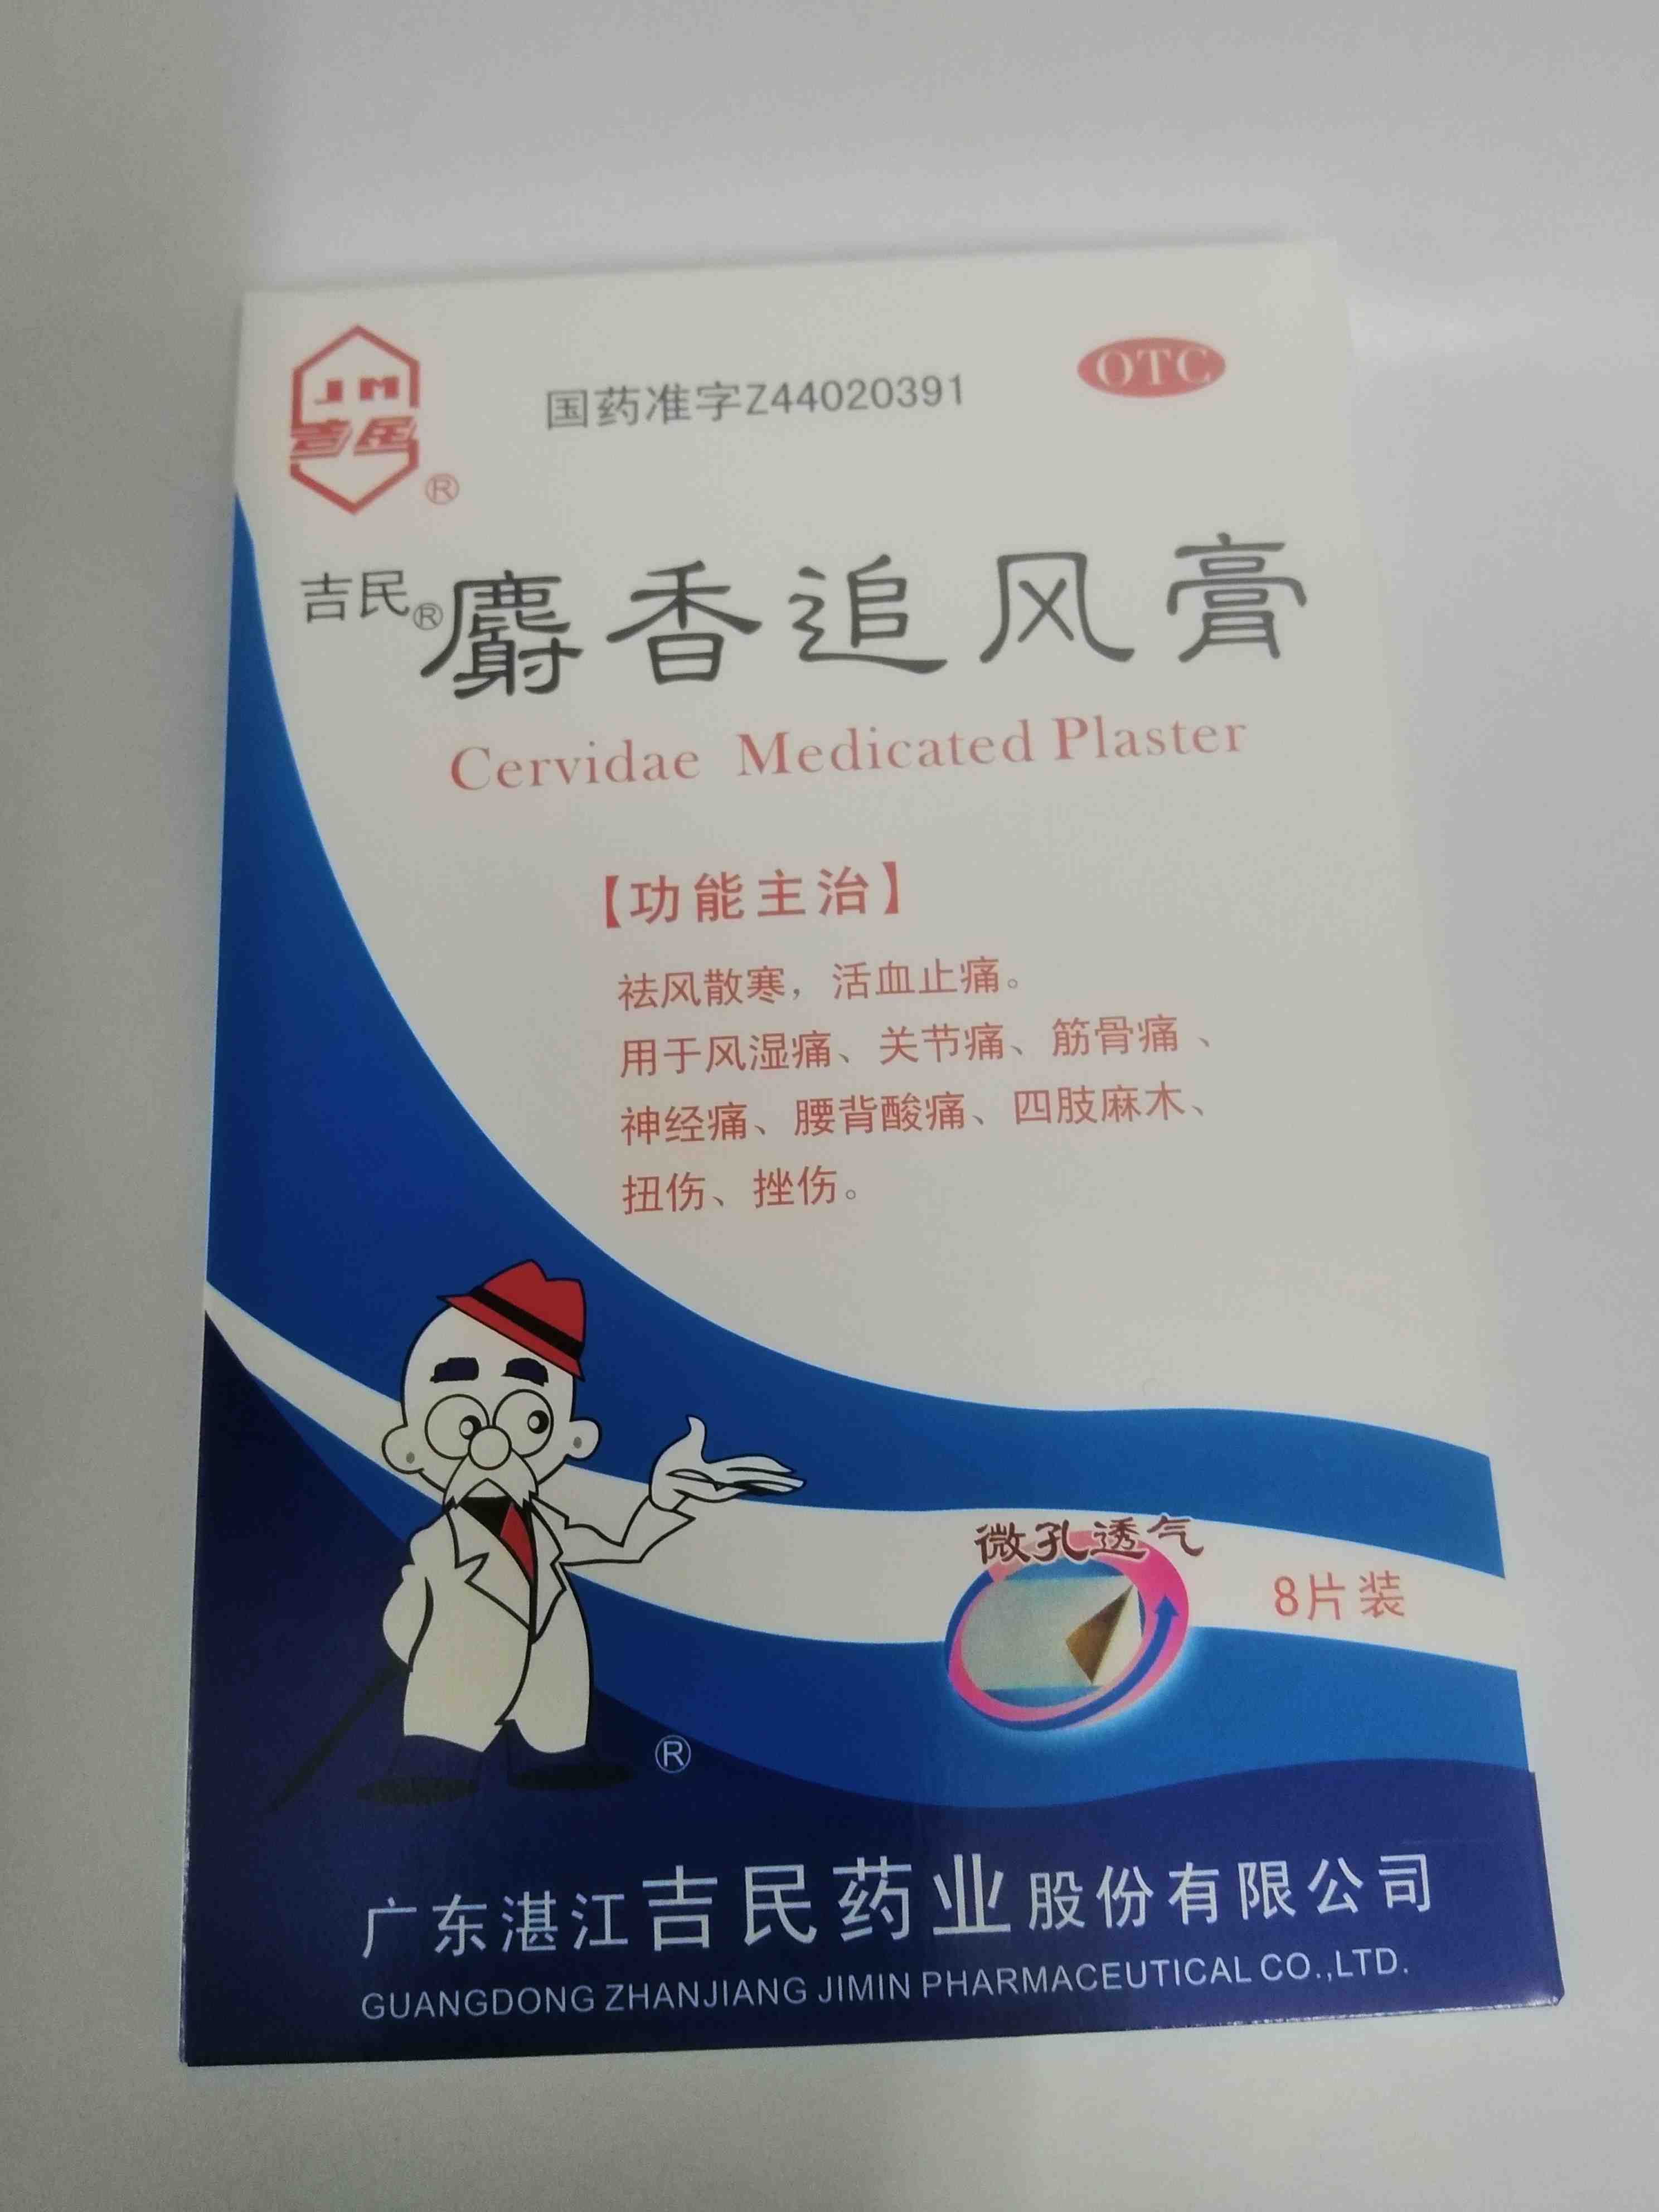 JM
吉民
®
国药准字Z44020391
OTC
吉民®麝香追风膏
Cervidae Medicated Plaster
【功能主治】
祛风散寒，活血止痛。
用于风湿痛、关节痛、筋骨痛、
神经痛、腰背酸痛、四肢麻木、
扭伤、挫伤。
微孔透气
8片装
®
广东湛江吉民药业股份有限公司
GUANGDONG ZHANJIANG JIMIN PHARMACEUTICAL CO.,LTD.